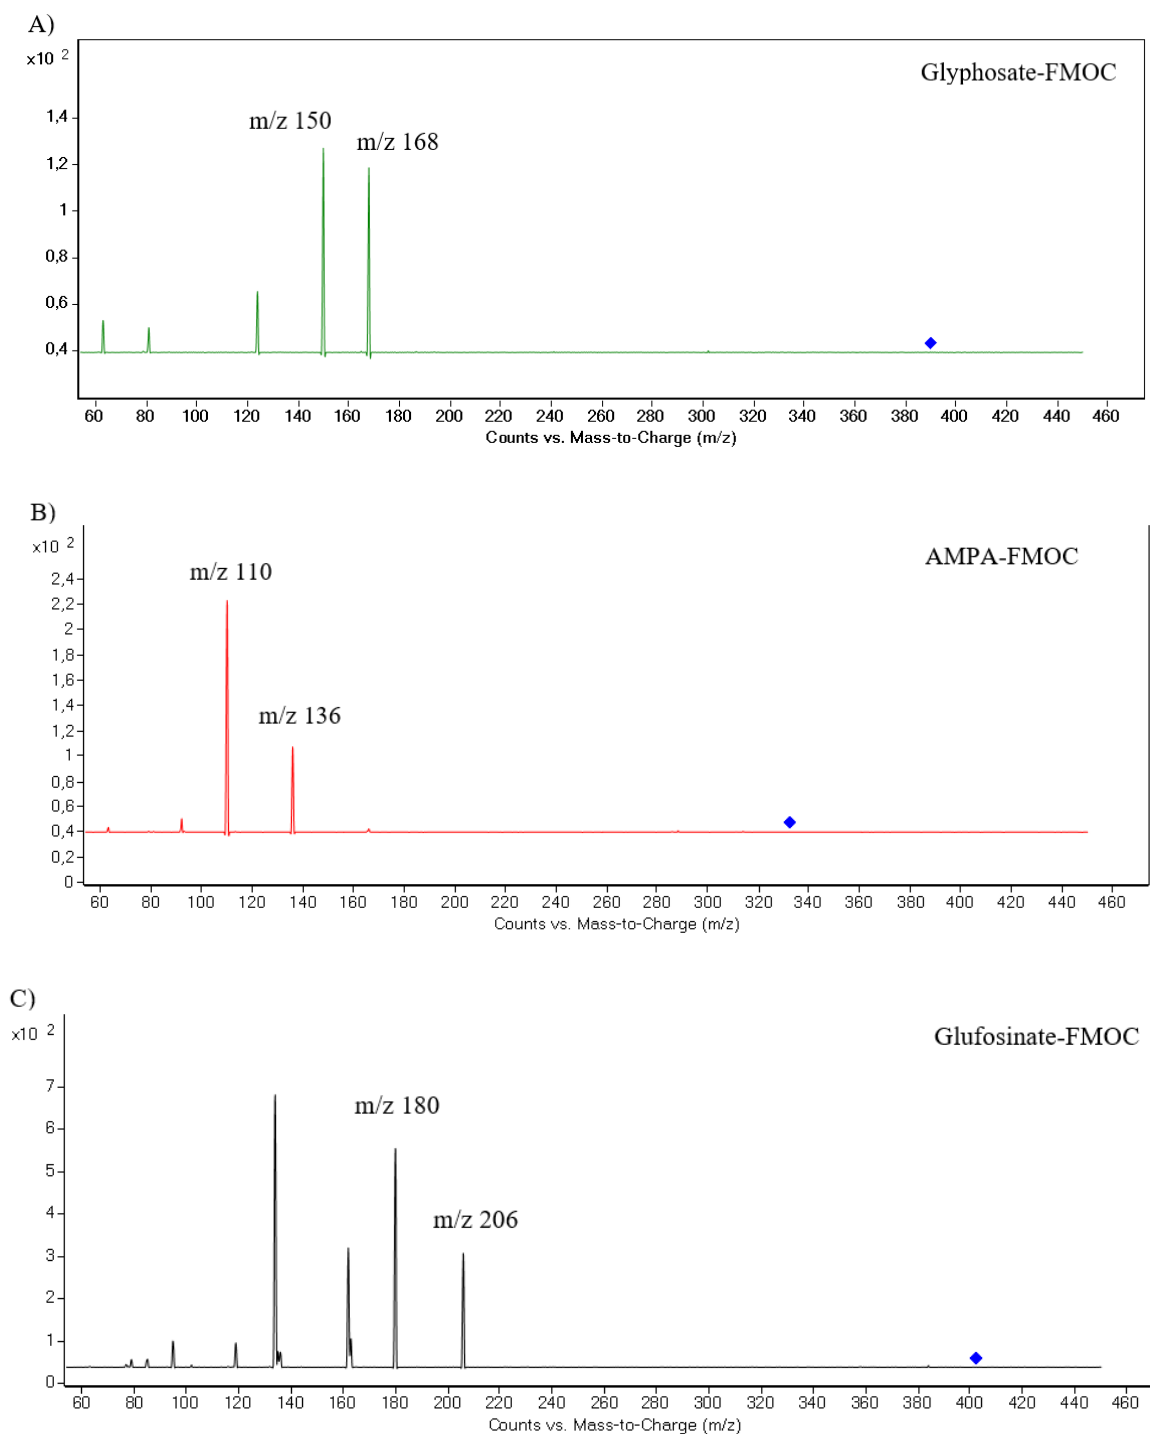 A)
x10 2
Glyphosate-FMOC
m/z 150
m/z 168
1,4
1,2
1
0,8
0,6
0,4
60 80 100 120 140 160 180 200 220 240 260 280 300 320 340 360 380 400 420 440 460
Counts vs. Mass-to-Charge (m/z)
B)
x10 2
AMPA-FMOC
m/z 110
m/z 136
2,4
2,2
2
1,8
1,6
1,4
1,2
1
0,8
0,6
0,4
0,2
0
60 80 100 120 140 160 180 200 220 240 260 280 300 320 340 360 380 400 420 440 460
Counts vs. Mass-to-Charge (m/z)
C)
x10 2
Glufosinate-FMOC
m/z 180
m/z 206
7
6
5
4
3
2
1
0
60 80 100 120 140 160 180 200 220 240 260 280 300 320 340 360 380 400 420 440 460
Counts vs. Mass-to-Charge (m/z)